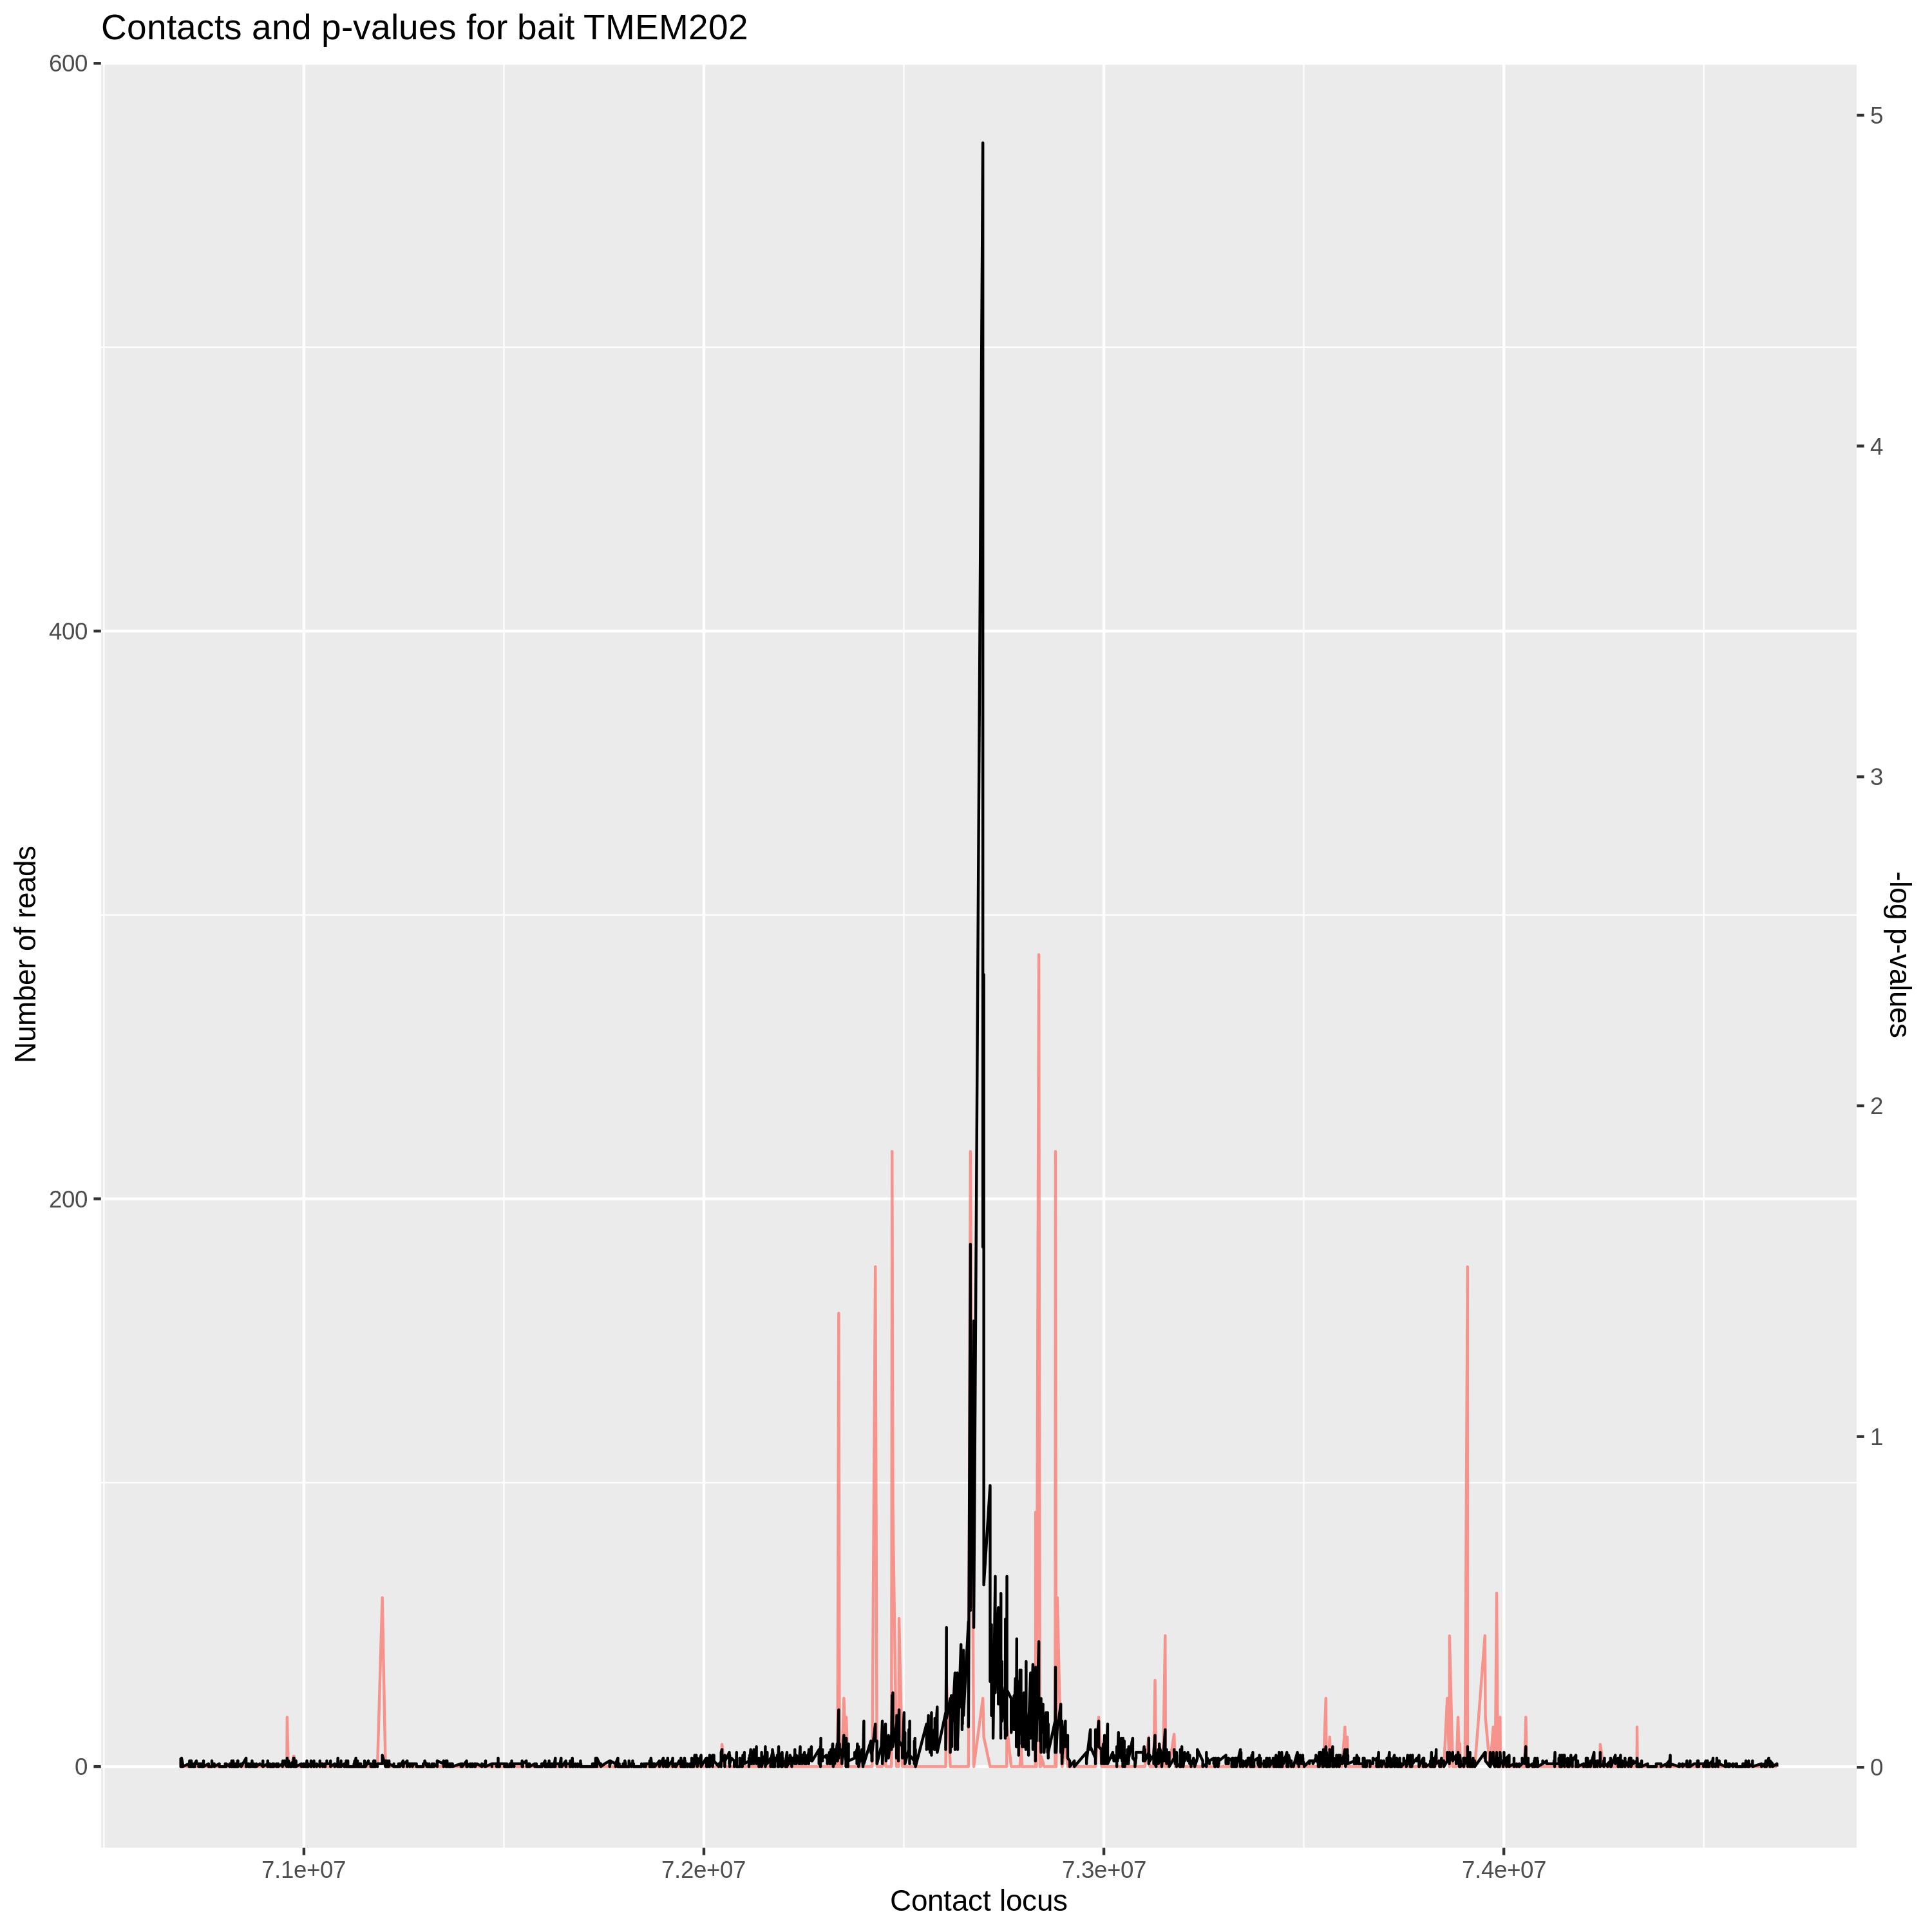 Contacts and p-values for bait TMEM202
600
400
200
0
Number of reads
5
4
3
2
1
0
-log p-values
7.1e+07
7.2e+07
7.3e+07
7.4e+07
Contact locus